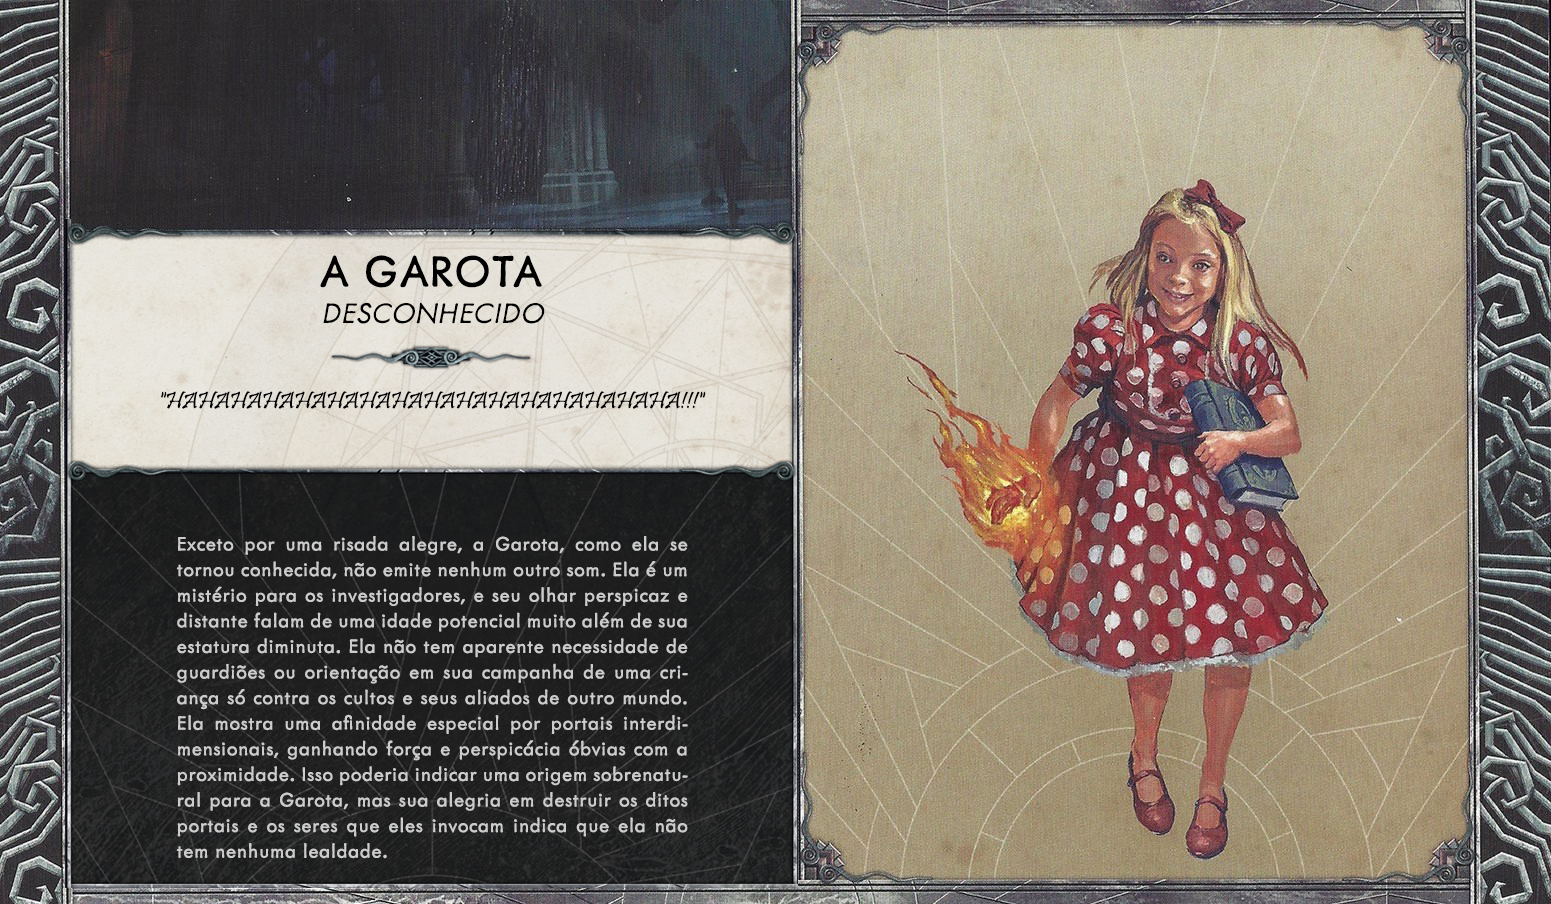 A GAROTA
DESCONHECIDO
"HAHAHAHAHAHAHAHAHAHAHAHAHAHAHAHAHA!!!"
Exceto por uma risada alegre, a Garota, como ela se
tornou conhecida, não emite nenhum outro som. Ela é um
mistério para os investigadores, e seu olhar perspicaz e
distante falam de uma idade potencial muito além de sua
estatura diminuta. Ela não tem aparente necessidade de
guardiões ou orientação em sua campanha de uma cri-
ança só contra os cultos e seus aliados de outro mundo.
Ela mostra uma afinidade especial por portais interdi-
mensionais, ganhando força e perspicácia óbvias com a
proximidade. Isso poderia indicar uma origem sobrenatu-
ral para a Garota, mas sua alegria em destruir os ditos
portais e os seres que eles invocam indica que ela não
tem nenhuma lealdade.